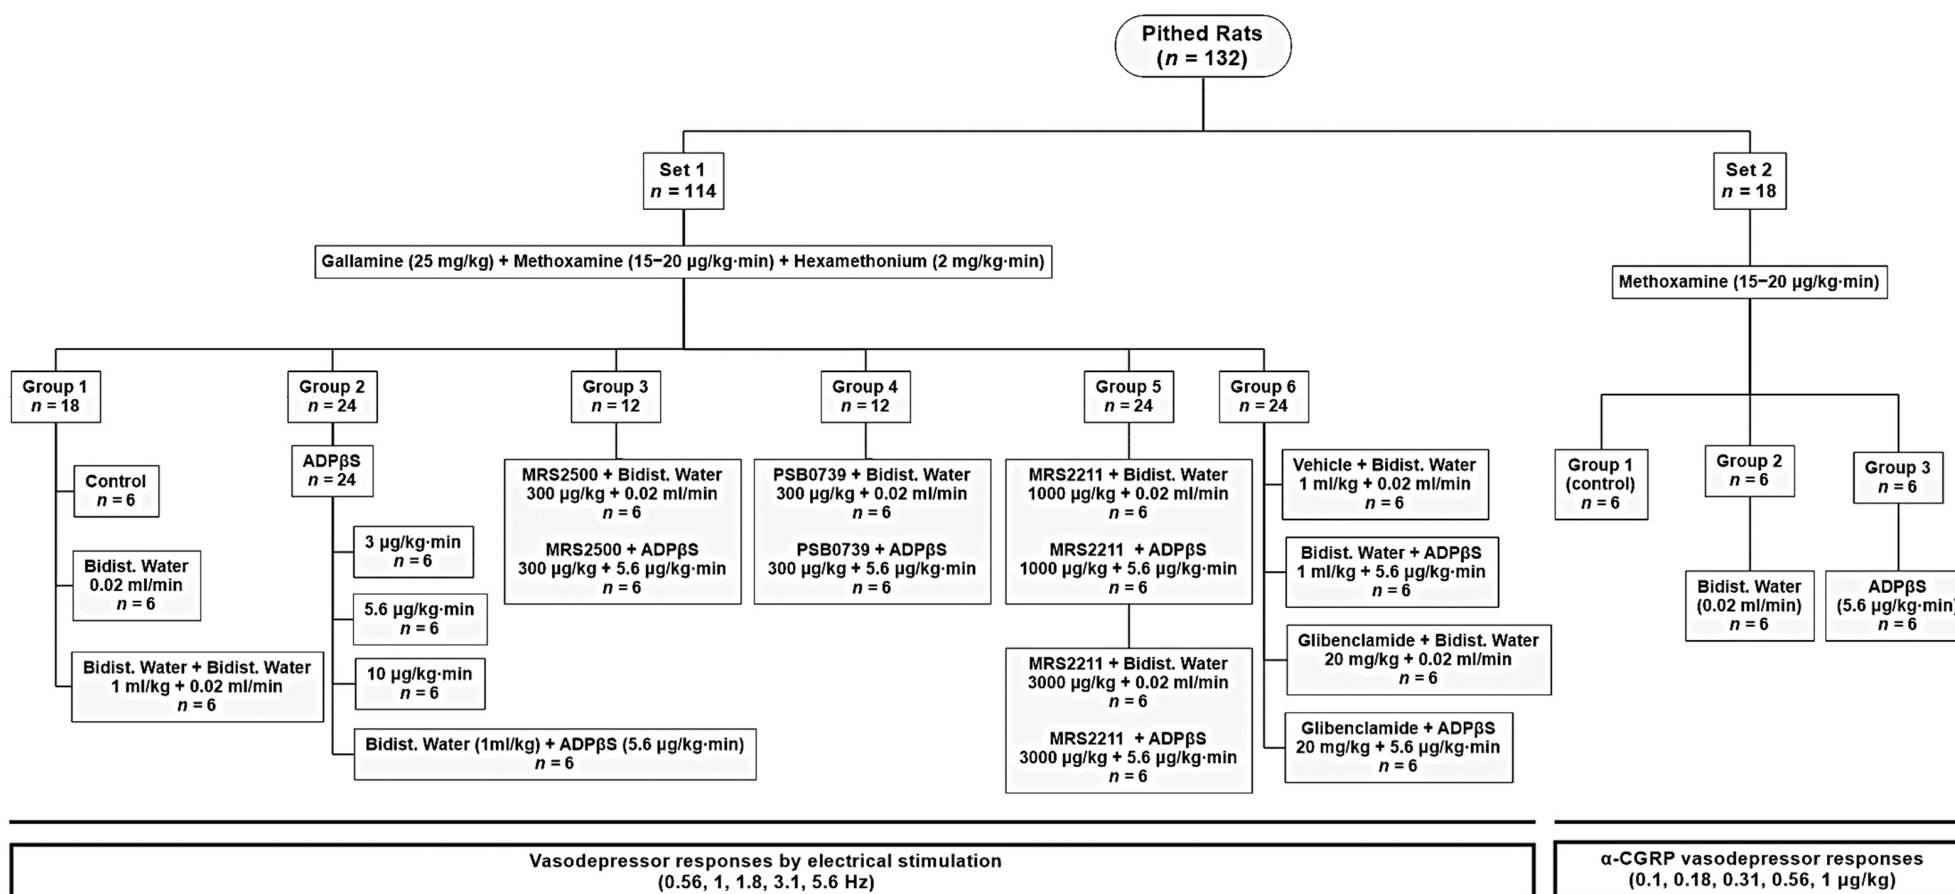 Pithed Rats
(n = 132)
Set 1
n = 114
Set 2
n = 18
Gallamine (25 mg/kg) + Methoxamine (15−20 µg/kg·min) + Hexamethonium (2 mg/kg·min)
Methoxamine (15−20 µg/kg·min)
Group 1
n = 18
Control
n = 6
Bidist. Water
0.02 ml/min
n = 6
Bidist. Water + Bidist. Water
1 ml/kg + 0.02 ml/min
n = 6
Group 2
n = 24
ADPβS
n = 24
3 µg/kg·min
n = 6
5.6 µg/kg·min
n = 6
10 µg/kg·min
n = 6
Bidist. Water (1ml/kg) + ADPβS (5.6 µg/kg·min)
n = 6
Group 3
n = 12
MRS2500 + Bidist. Water
300 µg/kg + 0.02 ml/min
n = 6
MRS2500 + ADPβS
300 µg/kg + 5.6 µg/kg·min
n = 6
Group 4
n = 12
PSB0739 + Bidist. Water
300 µg/kg + 0.02 ml/min
n = 6
PSB0739 + ADPβS
300 µg/kg + 5.6 µg/kg·min
n = 6
Group 5
n = 24
MRS2211 + Bidist. Water
1000 µg/kg + 0.02 ml/min
n = 6
MRS2211 + ADPβS
1000 µg/kg + 5.6 µg/kg·min
n = 6
MRS2211 + Bidist. Water
3000 µg/kg + 0.02 ml/min
n = 6
MRS2211 + ADPβS
3000 µg/kg + 5.6 µg/kg·min
n = 6
Group 6
n = 24
Vehicle + Bidist. Water
1 ml/kg + 0.02 ml/min
n = 6
Bidist. Water + ADPβS
1 ml/kg + 5.6 µg/kg·min
n = 6
Glibenclamide + Bidist. Water
20 mg/kg + 0.02 ml/min
n = 6
Glibenclamide + ADPβS
20 mg/kg + 5.6 µg/kg·min
n = 6
Group 1
(control)
n = 6
Group 2
n = 6
Bidist. Water
(0.02 ml/min)
n = 6
Group 3
n = 6
ADPβS
(5.6 µg/kg·min)
n = 6
Vasodepressor responses by electrical stimulation
(0.56, 1, 1.8, 3.1, 5.6 Hz)
α-CGRP vasodepressor responses
(0.1, 0.18, 0.31, 0.56, 1 µg/kg)